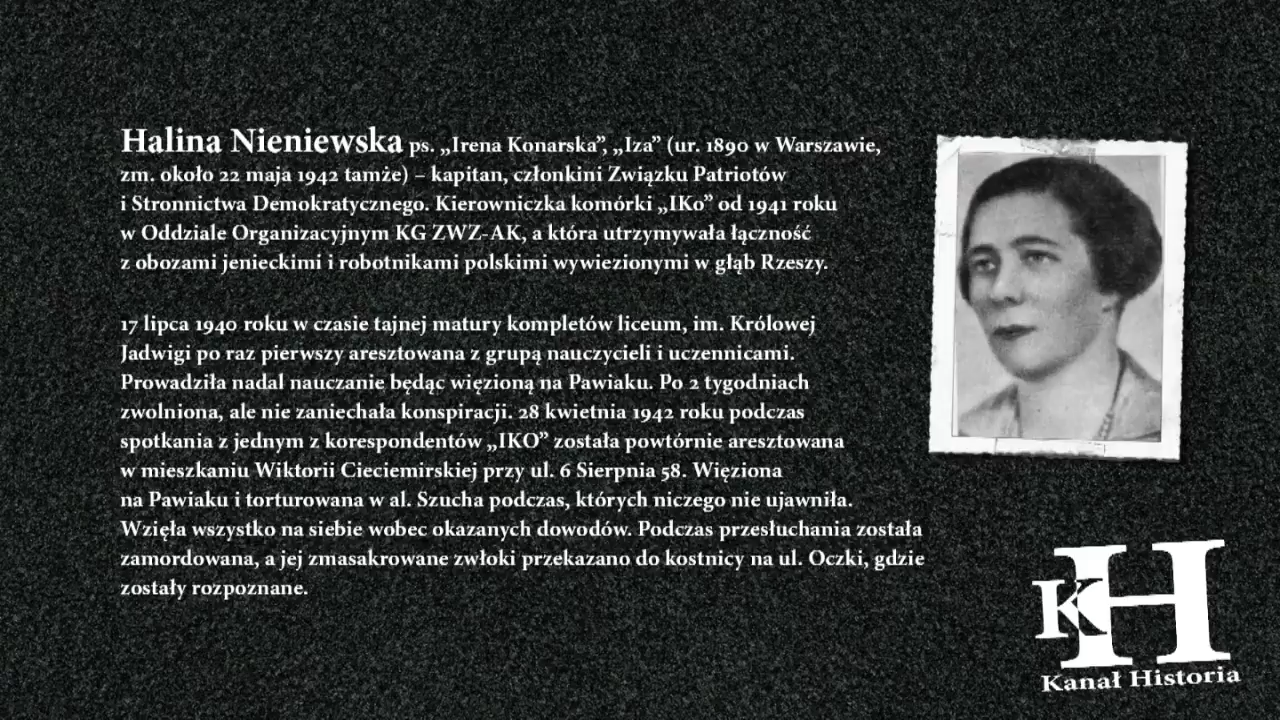 Halina Nieniewska ps. „Irena Konarska”, „Iza” (ur. 1890 w Warszawie,
zm. około 22 maja 1942 tamże) – kapitan, członkini Związku Patriotów
i Stronnictwa Demokratycznego. Kierowniczka komórki „IKo” od 1941 roku
w Oddziale Organizacyjnym KG ZWZ-AK, a która utrzymywała łączność
z obozami jenieckimi i robotnikami polskimi wywiezionymi w głąb Rzeszy.
17 lipca 1940 roku w czasie tajnej matury kompletów liceum, im. Królowej
Jadwigi po raz pierwszy aresztowana z grupą nauczycieli i uczennicami.
Prowadziła nadal nauczanie będąc więzioną na Pawiaku. Po 2 tygodniach
zwolniona, ale nie zaniechała konspiracji. 28 kwietnia 1942 roku podczas
spotkania z jednym z korespondentów „IKO” została powtórnie aresztowana
w mieszkaniu Wiktorii Cieciemirskiej przy ul. 6 Sierpnia 58. Więziona
na Pawiaku i torturowana w al. Szucha podczas, których niczego nie ujawniła.
Wzięła wszystko na siebie wobec okazanych dowodów. Podczas przesłuchania została
zamordowana, a jej zmasakrowane zwłoki przekazano do kostnicy na ul. Oczki, gdzie
zostały rozpoznane.
KH
Kanał Historia